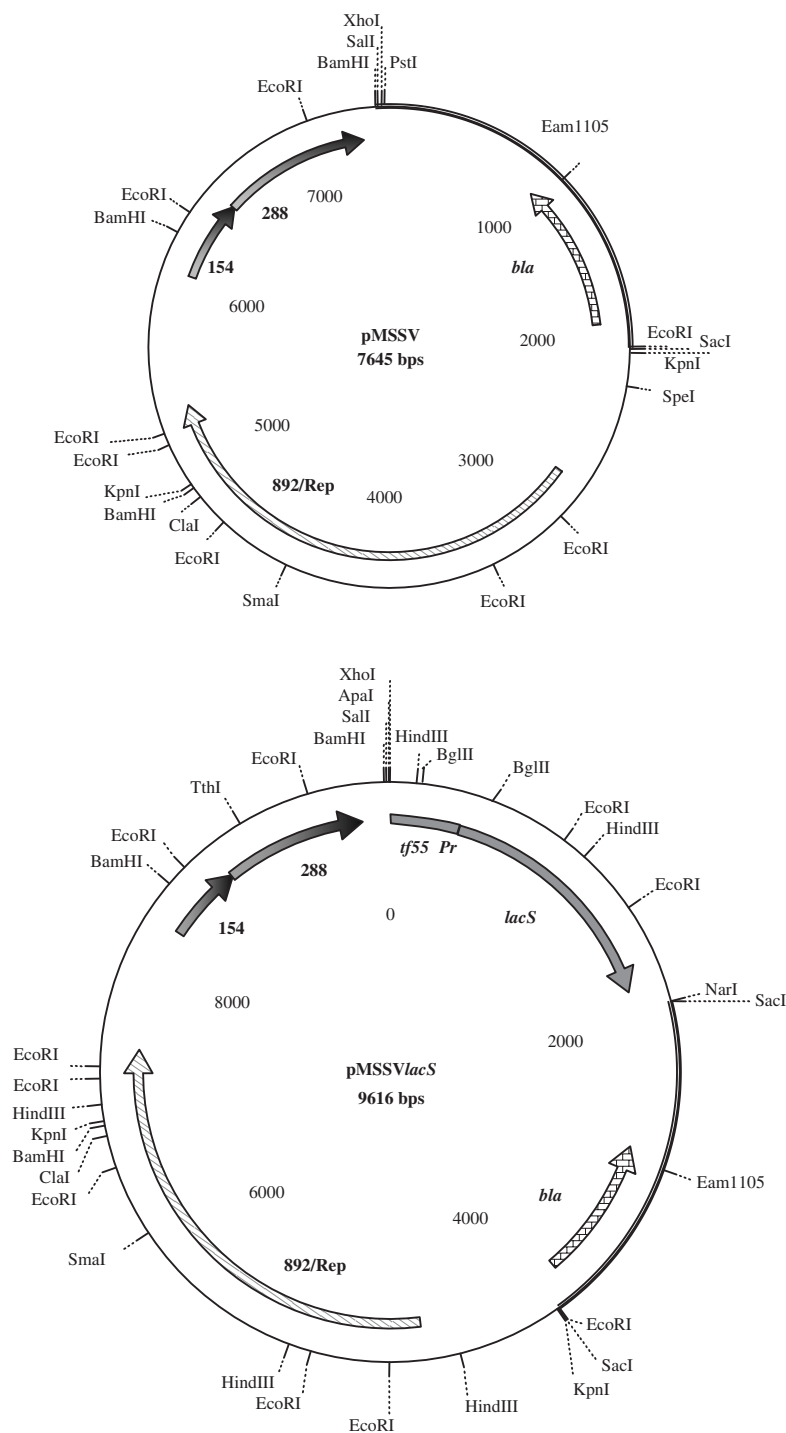 XhoI
SalI
BamHI
PstI
EcoRI
Eam1105
EcoRI
BamHI
7000
288
1000
154
bla
6000
pMSSV
7645 bps
2000
EcoRI
SacI
KpnI
SpeI
5000
EcoRI
EcoRI
3000
KpnI
892/Rep
4000
BamHI
ClaI
EcoRI
EcoRI
SmaI
EcoRI
XhoI
ApaI
SalI
BamHI
HindIII
BglII
EcoRI
BglII
TthI
EcoRI
HindIII
EcoRI
BamHI
tf55 Pr
288
EcoRI
lacS
0
154
NarI
SacI
8000
2000
EcoRI
pMSSVlacS
EcoRI
9616 bps
HindIII
KpnI
BamHI
ClaI
Eam1105
EcoRI
6000
bla
4000
SmaI
892/Rep
EcoRI
SacI
HindIII
KpnI
EcoRI
HindIII
EcoRI